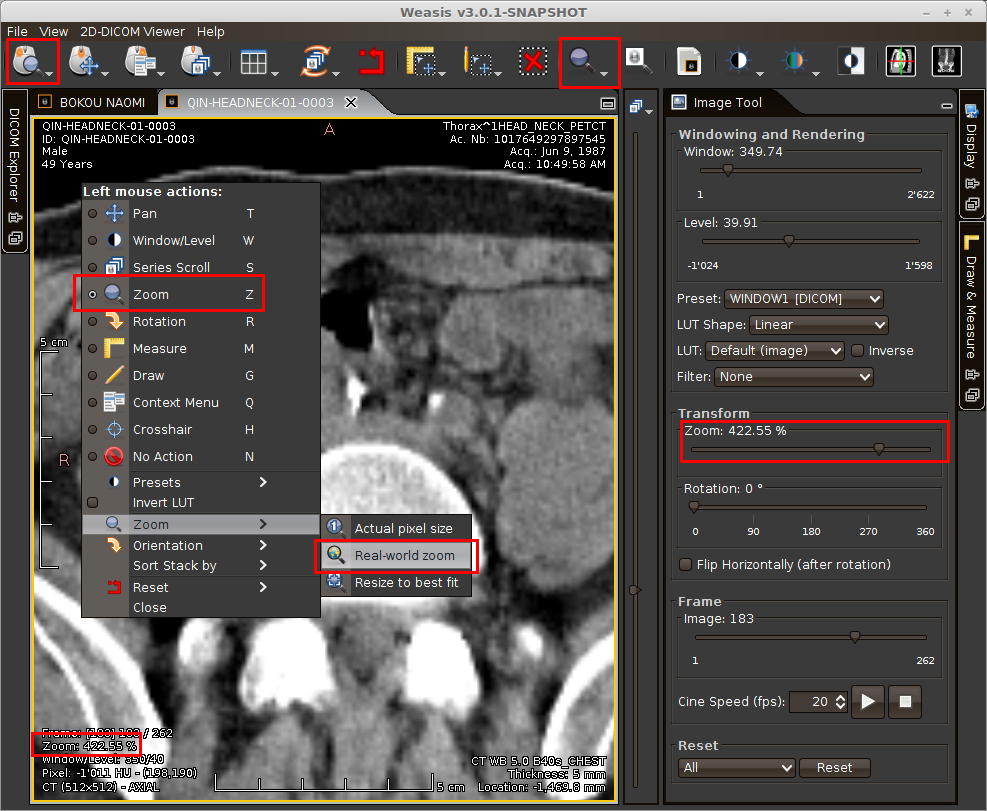 Weasis v3.0.1-SNAPSHOT
File View 2D-DICOM Viewer Help
DICOM Explorer
BOKOU NAOMI
QIN-HEADNECK-01-0003
QIN-HEADNECK-01-0003
ID: QIN-HEADNECK-01-0003
Male
49 Years
A
Thorax^1HEAD_NECK_PETCT
Ac. Nb: 1017649297897545
Acq.: Jun 9, 1987
Acq.: 10:49:58 AM
Left mouse actions:
Pan T
Window/Level W
Series Scroll S
Zoom Z
Rotation R
Measure M
Draw G
Context Menu Q
Crosshair H
No Action N
Presets
Invert LUT
Zoom
Orientation
Sort Stack by
Reset
Close
Actual pixel size
Real-world zoom
Resize to best fit
5 cm
R
Frame: [183] 183 / 262
Zoom: 422.55 %
Window/Level: 350/40
Pixel: -1'011 HU - (198,190)
CT (512x512) - AXIAL
5 cm
CT WB 5.0 B40s_CHEST
Thickness: 5 mm
Location: -1,469.8 mm
Image Tool
Windowing and Rendering
Window: 349.74
1 2'622
Level: 39.91
-1'024 1'598
Preset: WINDOW1 [DICOM]
LUT Shape: Linear
LUT: Default (image) Inverse
Filter: None
Transform
Zoom: 422.55 %
Rotation: 0 °
0 90 180 270 360
Flip Horizontally (after rotation)
Frame
Image: 183
1 262
Cine Speed (fps): 20
Reset
All Reset
Display
Draw & Measure